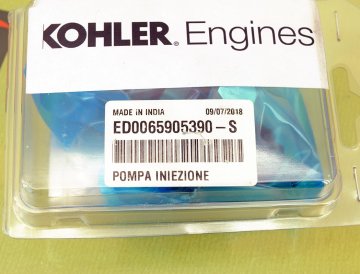 KOHLER® Engines
MADE IN INDIA 09/07/2018
ED0065905390-S
POMPA INIEZIONE